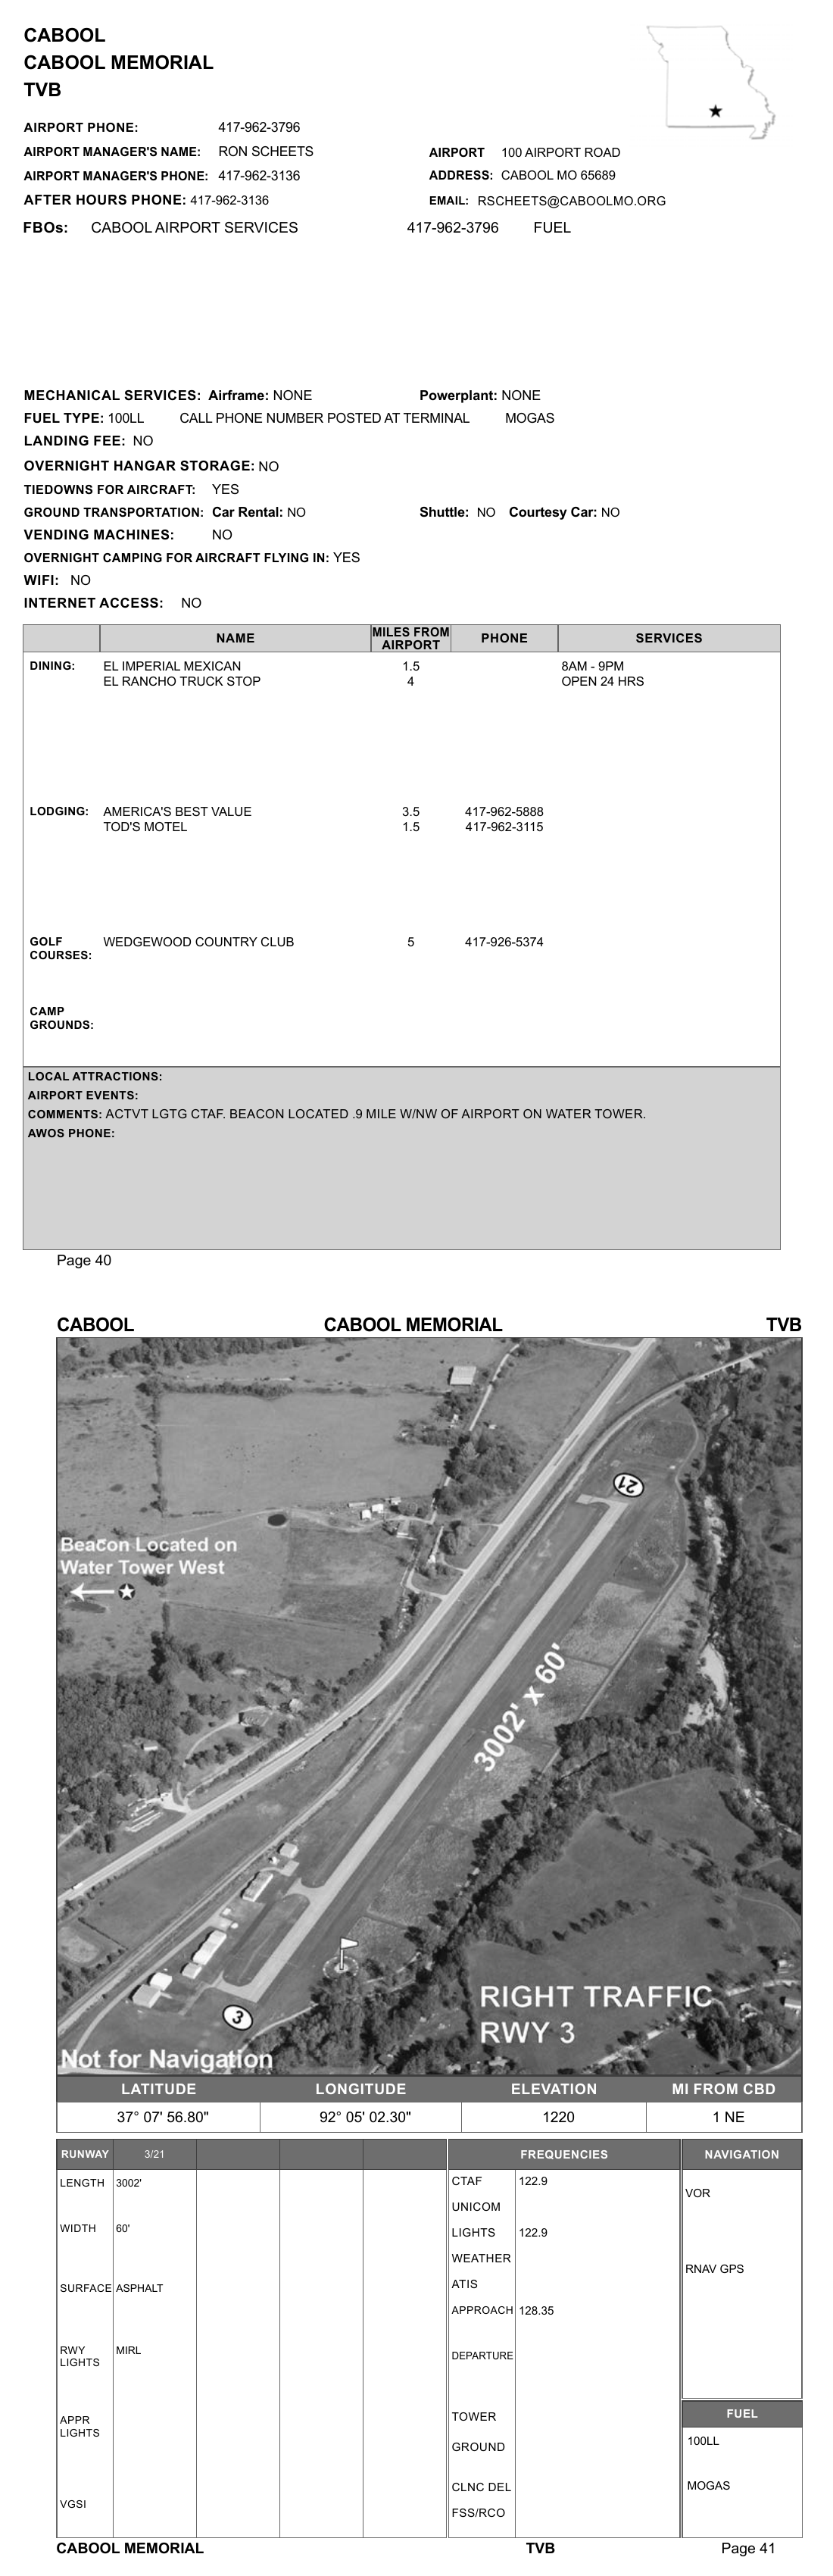 CABOOL
CABOOL MEMORIAL
TVB
AIRPORT PHONE: 417-962-3796
AIRPORT MANAGER'S NAME: RON SCHEETS AIRPORT 100 AIRPORT ROAD
AIRPORT MANAGER'S PHONE: 417-962-3136 ADDRESS: CABOOL MO 65689
AFTER HOURS PHONE: 417-962-3136 EMAIL: RSCHEETS@CABOOLMO.ORG
FBOs: CABOOL AIRPORT SERVICES 417-962-3796 FUEL
MECHANICAL SERVICES: Airframe: NONE Powerplant: NONE
FUEL TYPE: 100LL CALL PHONE NUMBER POSTED AT TERMINAL MOGAS
LANDING FEE: NO
OVERNIGHT HANGAR STORAGE: NO
TIEDOWNS FOR AIRCRAFT: YES
GROUND TRANSPORTATION: Car Rental: NO Shuttle: NO Courtesy Car: NO
VENDING MACHINES: NO
OVERNIGHT CAMPING FOR AIRCRAFT FLYING IN: YES
WIFI: NO
INTERNET ACCESS: NO
NAME MILES FROM AIRPORT PHONE SERVICES
DINING: EL IMPERIAL MEXICAN 1.5 8AM - 9PM
EL RANCHO TRUCK STOP 4 OPEN 24 HRS
LODGING: AMERICA'S BEST VALUE 3.5 417-962-5888
TOD'S MOTEL 1.5 417-962-3115
GOLF COURSES: WEDGEWOOD COUNTRY CLUB 5 417-926-5374
CAMP
GROUNDS:
LOCAL ATTRACTIONS:
AIRPORT EVENTS:
COMMENTS: ACTVT LGTG CTAF. BEACON LOCATED .9 MILE W/NW OF AIRPORT ON WATER TOWER.
AWOS PHONE:
Page 40
CABOOL CABOOL MEMORIAL TVB
21
Beacon Located on
Water Tower West
3002' x 60'
RIGHT TRAFFIC
RWY 3
3
Not for Navigation
LATITUDE LONGITUDE ELEVATION MI FROM CBD
37° 07' 56.80" 92° 05' 02.30" 1220 1 NE
RUNWAY 3/21 FREQUENCIES NAVIGATION
LENGTH 3002' CTAF 122.9
VOR
UNICOM
WIDTH 60' LIGHTS 122.9
WEATHER
RNAV GPS
ATIS
SURFACE ASPHALT
APPROACH 128.35
RWY LIGHTS MIRL
DEPARTURE
FUEL
TOWER
APPR
LIGHTS
100LL
GROUND
MOGAS
CLNC DEL
VGSI
FSS/RCO
CABOOL MEMORIAL TVB Page 41